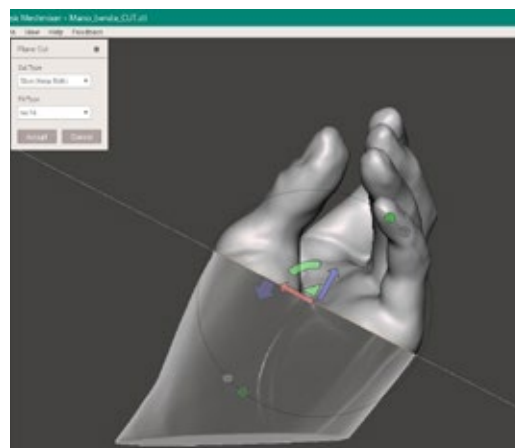 Meshmixer - Mano_benda_CUT.stl
View Help Feedback
Plane Cut
Cut Type
Fill Type
Accept Cancel